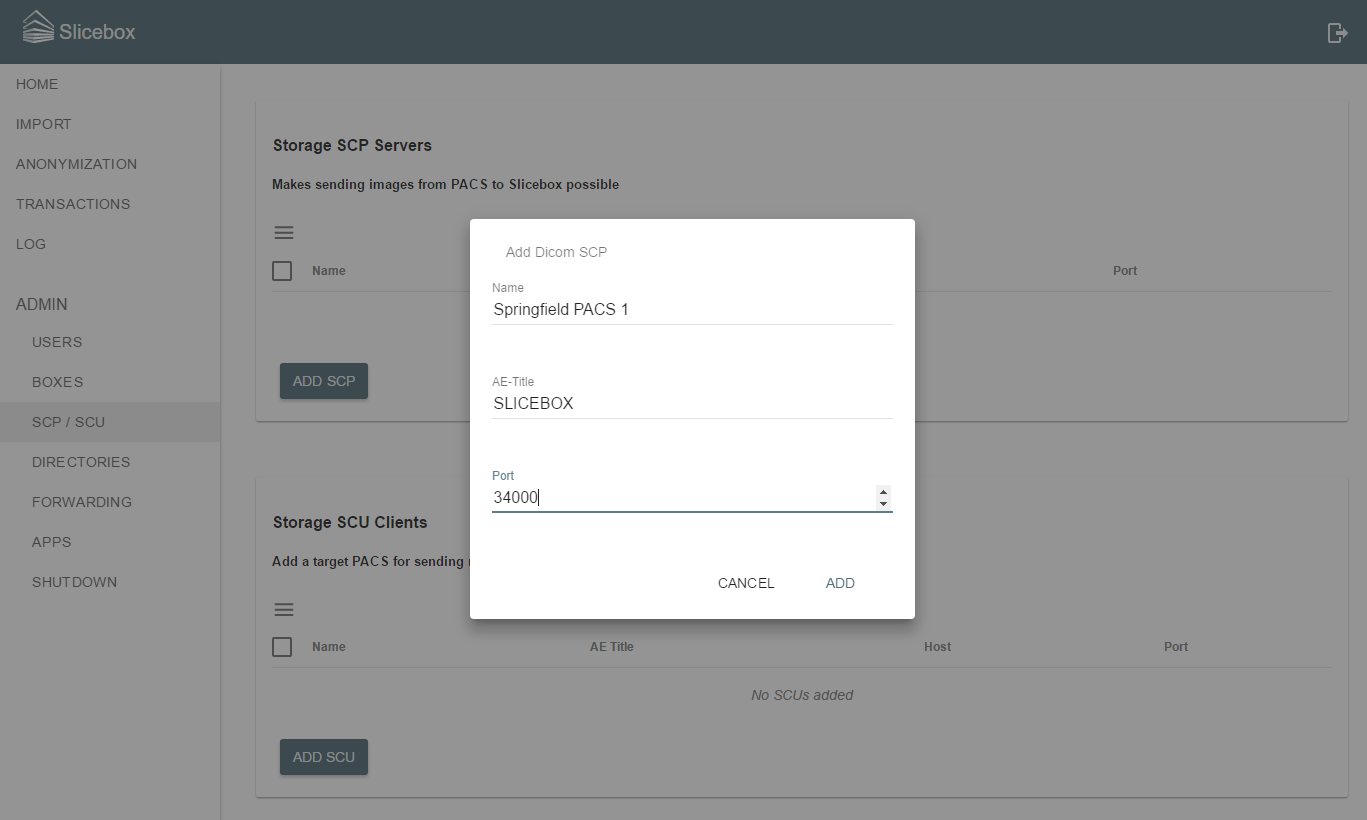 Slicebox
HOME
IMPORT
ANONYMIZATION
TRANSACTIONS
LOG
ADMIN
USERS
BOXES
SCP / SCU
DIRECTORIES
FORWARDING
APPS
SHUTDOWN
Storage SCP Servers
Makes sending images from PACS to Slicebox possible
Name Port
ADD SCP
Add Dicom SCP
Name
Springfield PACS 1
AE-Title
SLICEBOX
Port
34000
CANCEL ADD
Storage SCU Clients
Add a target PACS for sending
Name AE Title Host Port
No SCUs added
ADD SCU